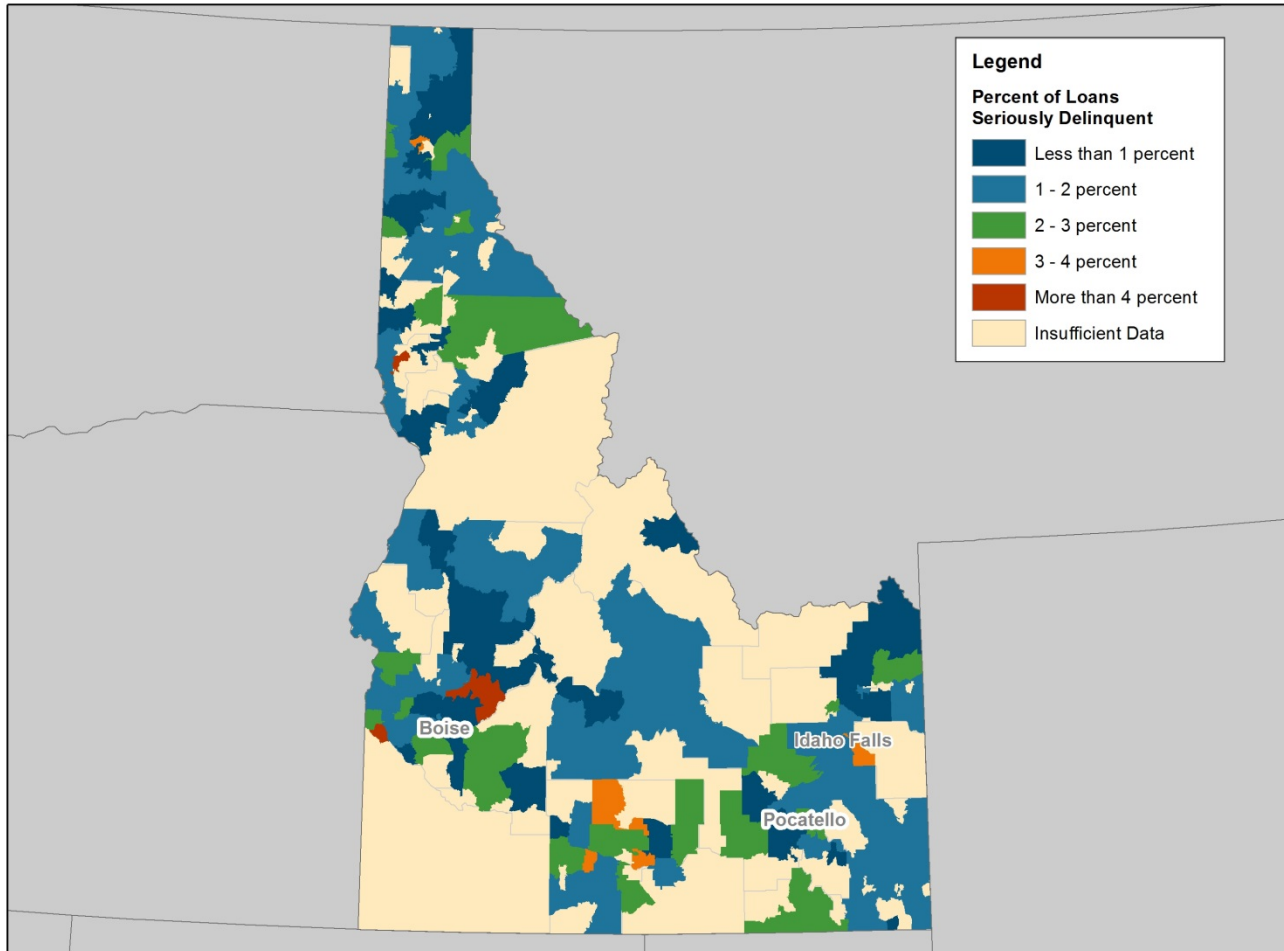 Legend
Percent of Loans
Seriously Delinquent
Less than 1 percent
1 - 2 percent
2 - 3 percent
3 - 4 percent
More than 4 percent
Insufficient Data
Boise
Idaho Falls
Pocatello